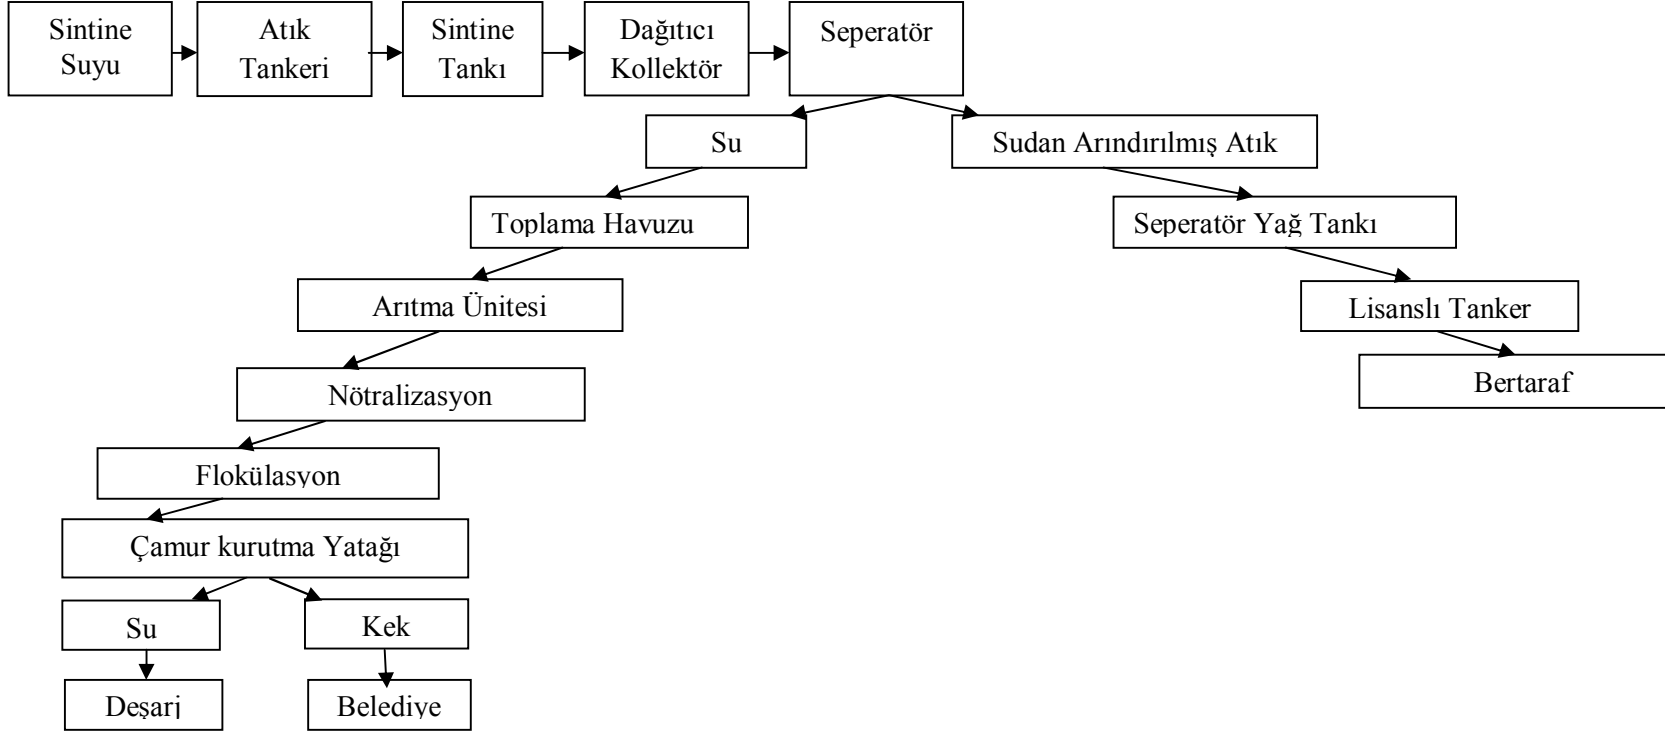 Sintine
Suyu
Atık
Tankeri
Sintine
Tankı
Dağıtıcı
Kollektör
Seperatör
Su
Sudan Arındırılmış Atık
Toplama Havuzu
Seperatör Yağ Tankı
Arıtma Ünitesi
Lisanslı Tanker
Nötralizasyon
Bertaraf
Flokülasyon
Çamur kurutma Yatağı
Su
Kek
Deşarj
Belediye